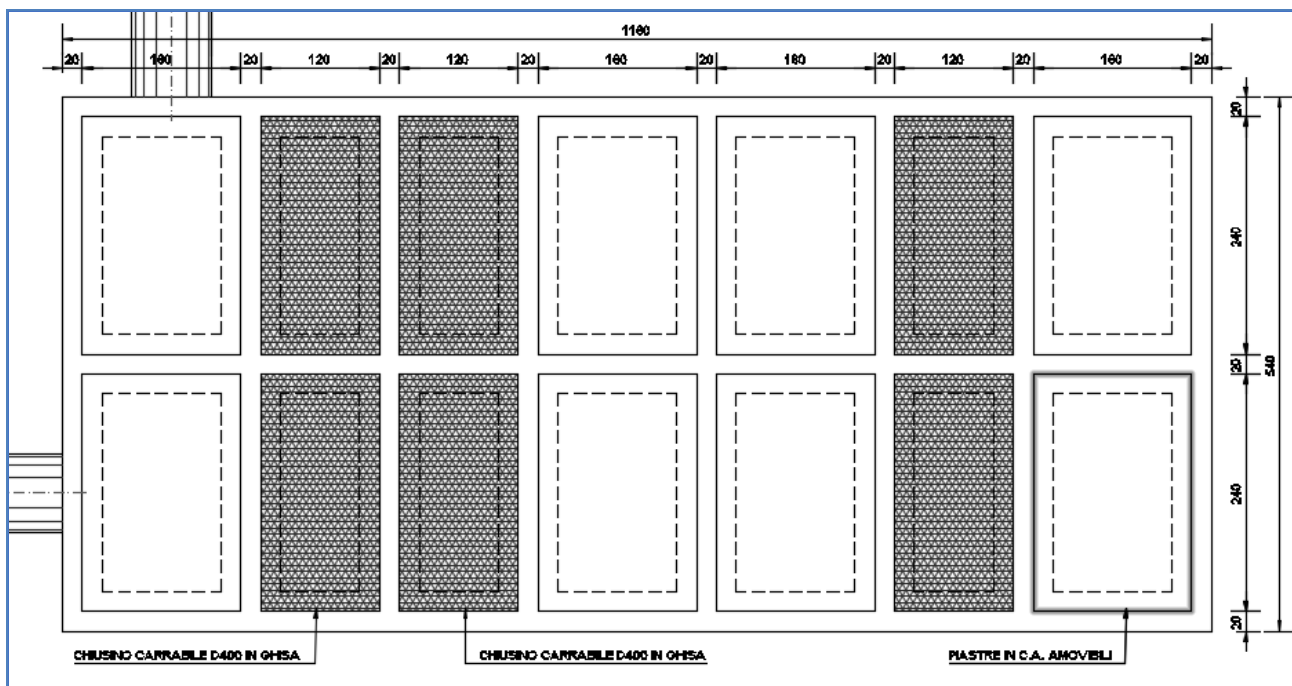 1160
20 160 20 120 20 120 20 160 20 160 20 120 20 160 20
20
240
20
540
240
20
CHIUSINO CARRABILE D400 IN GHISA
CHIUSINO CARRABILE D400 IN GHISA
PIASTRE IN C.A. AMOVIBILI